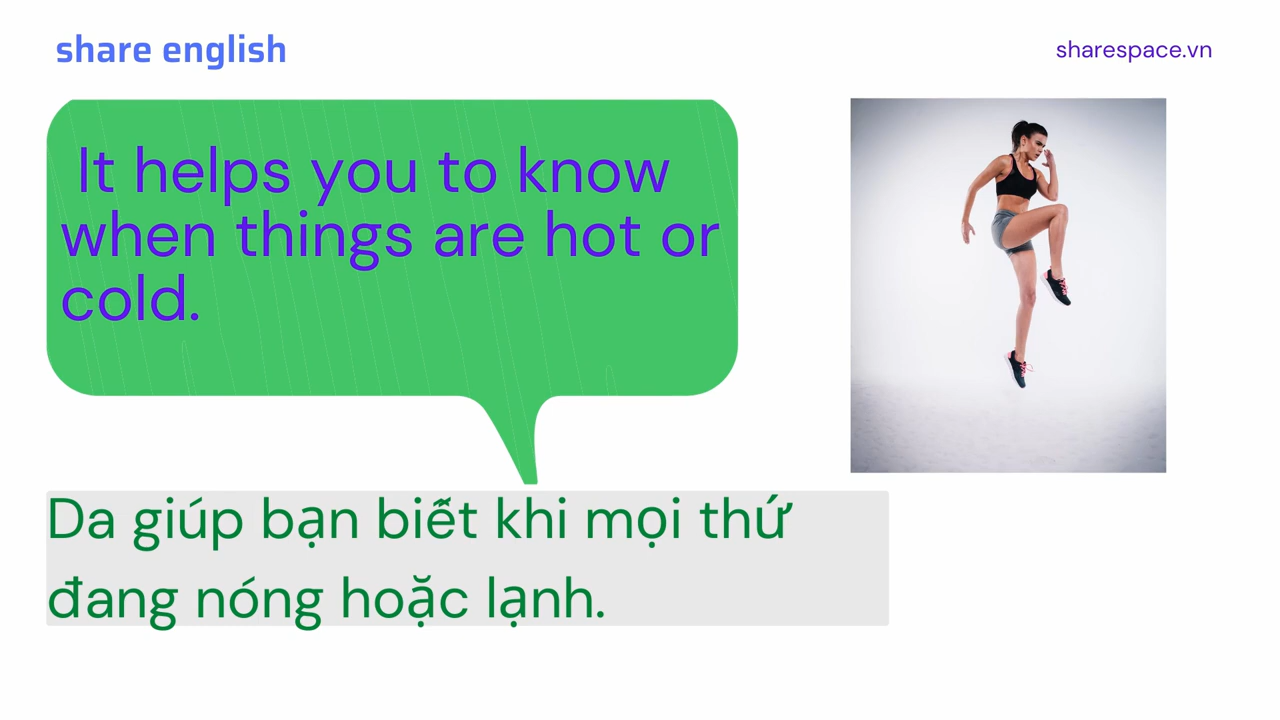 share english
sharespace.vn
It helps you to know
when things are hot or
cold.
Da giúp bạn biết khi mọi thứ
đang nóng hoặc lạnh.